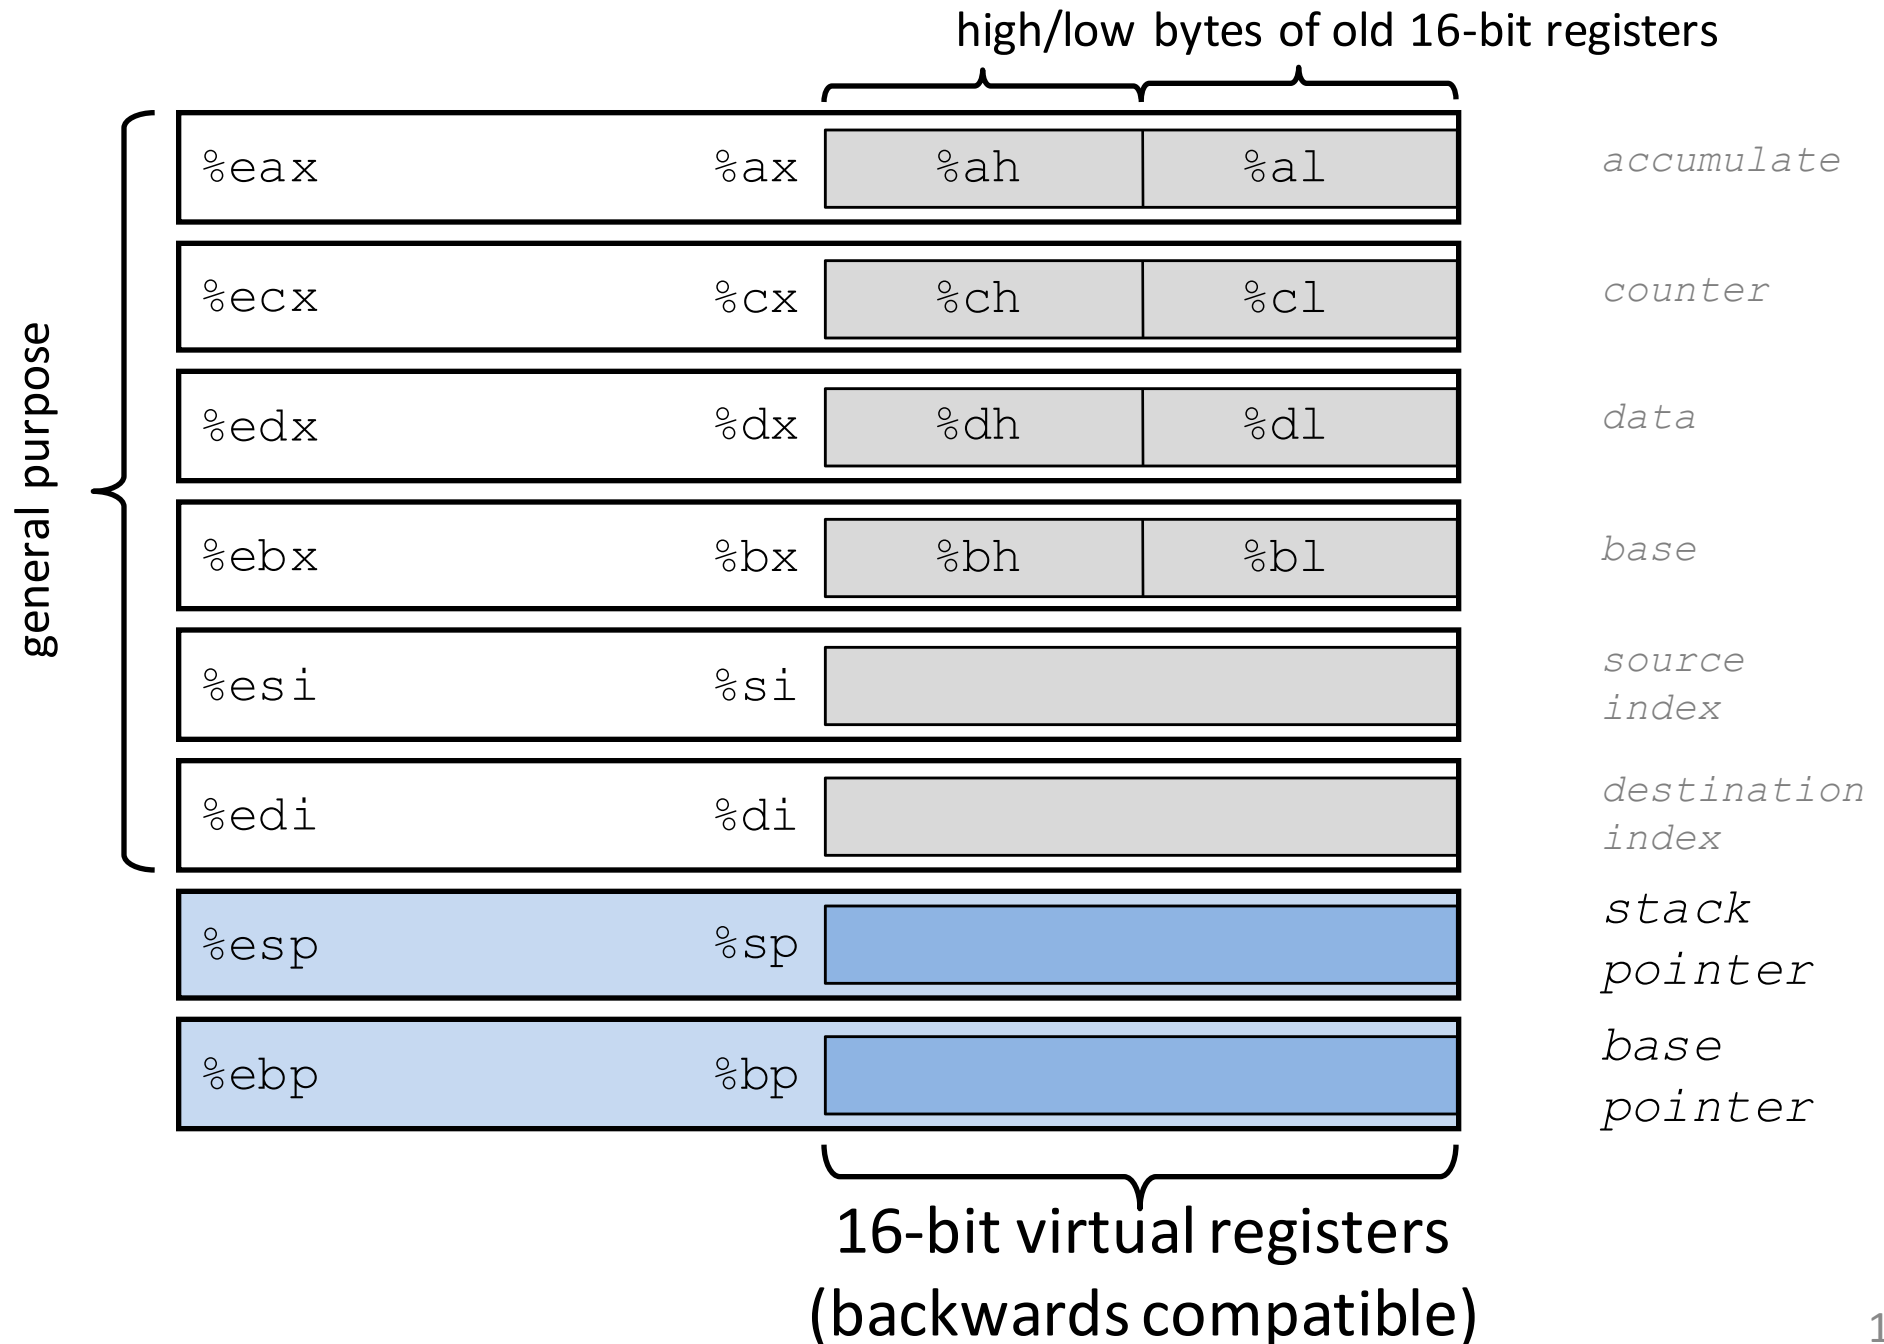 high/low bytes of old 16-bit registers
general purpose
%eax %ax %ah %al accumulate
%ecx %cx %ch %cl counter
%edx %dx %dh %dl data
%ebx %bx %bh %bl base
%esi %si source
index
%edi %di destination
index
%esp %sp stack
pointer
%ebp %bp base
pointer
16-bit virtual registers
(backwards compatible)
1